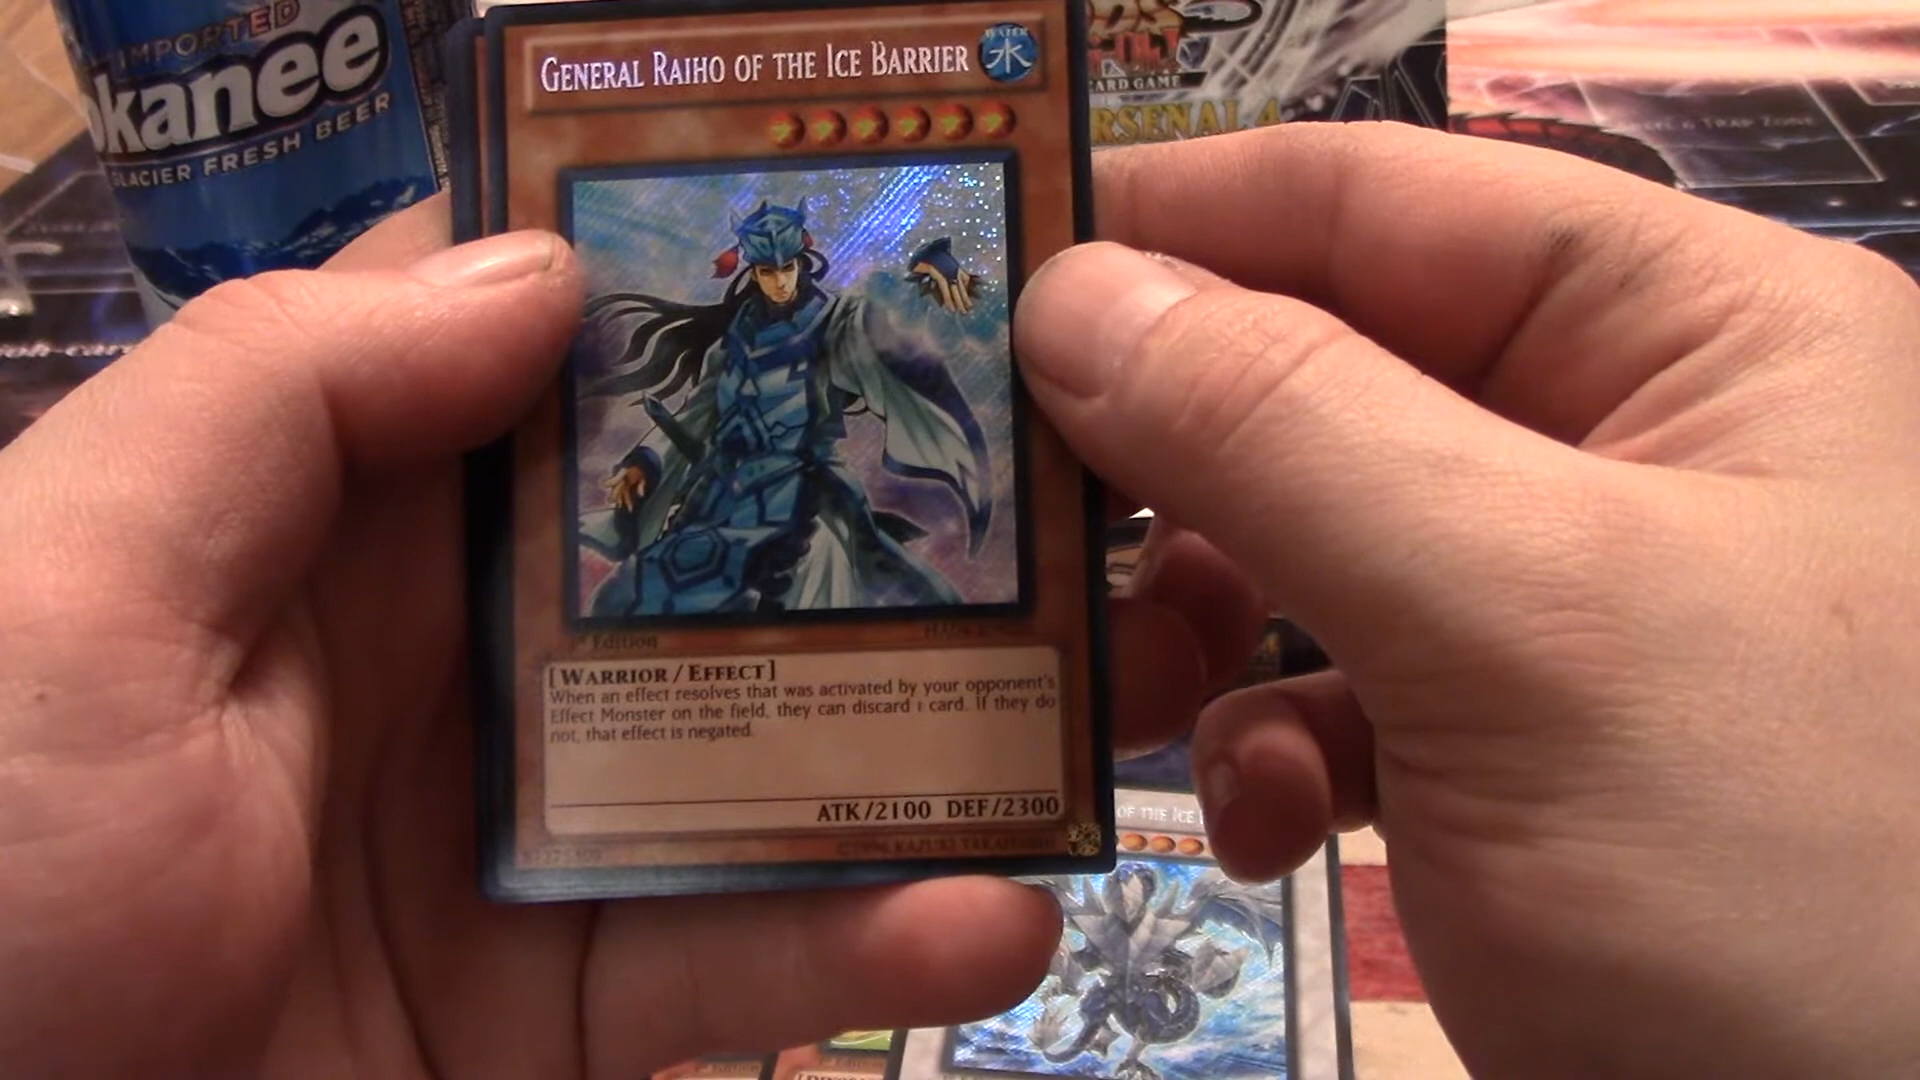 IMPORTED
kanee
GLACIER FRESH BEER
GENERAL RAIHO OF THE ICE BARRIER
WATER
水
CARD GAME
ARSENAL 4
TRAP ZONE
1st Edition
[WARRIOR/EFFECT]
When an effect resolves that was activated by your opponent's
Effect Monster on the field, they can discard 1 card. If they do
not, that effect is negated.
ATK/2100 DEF/2300
©1996 KAZUKI TAKAHASHI
OF THE ICE